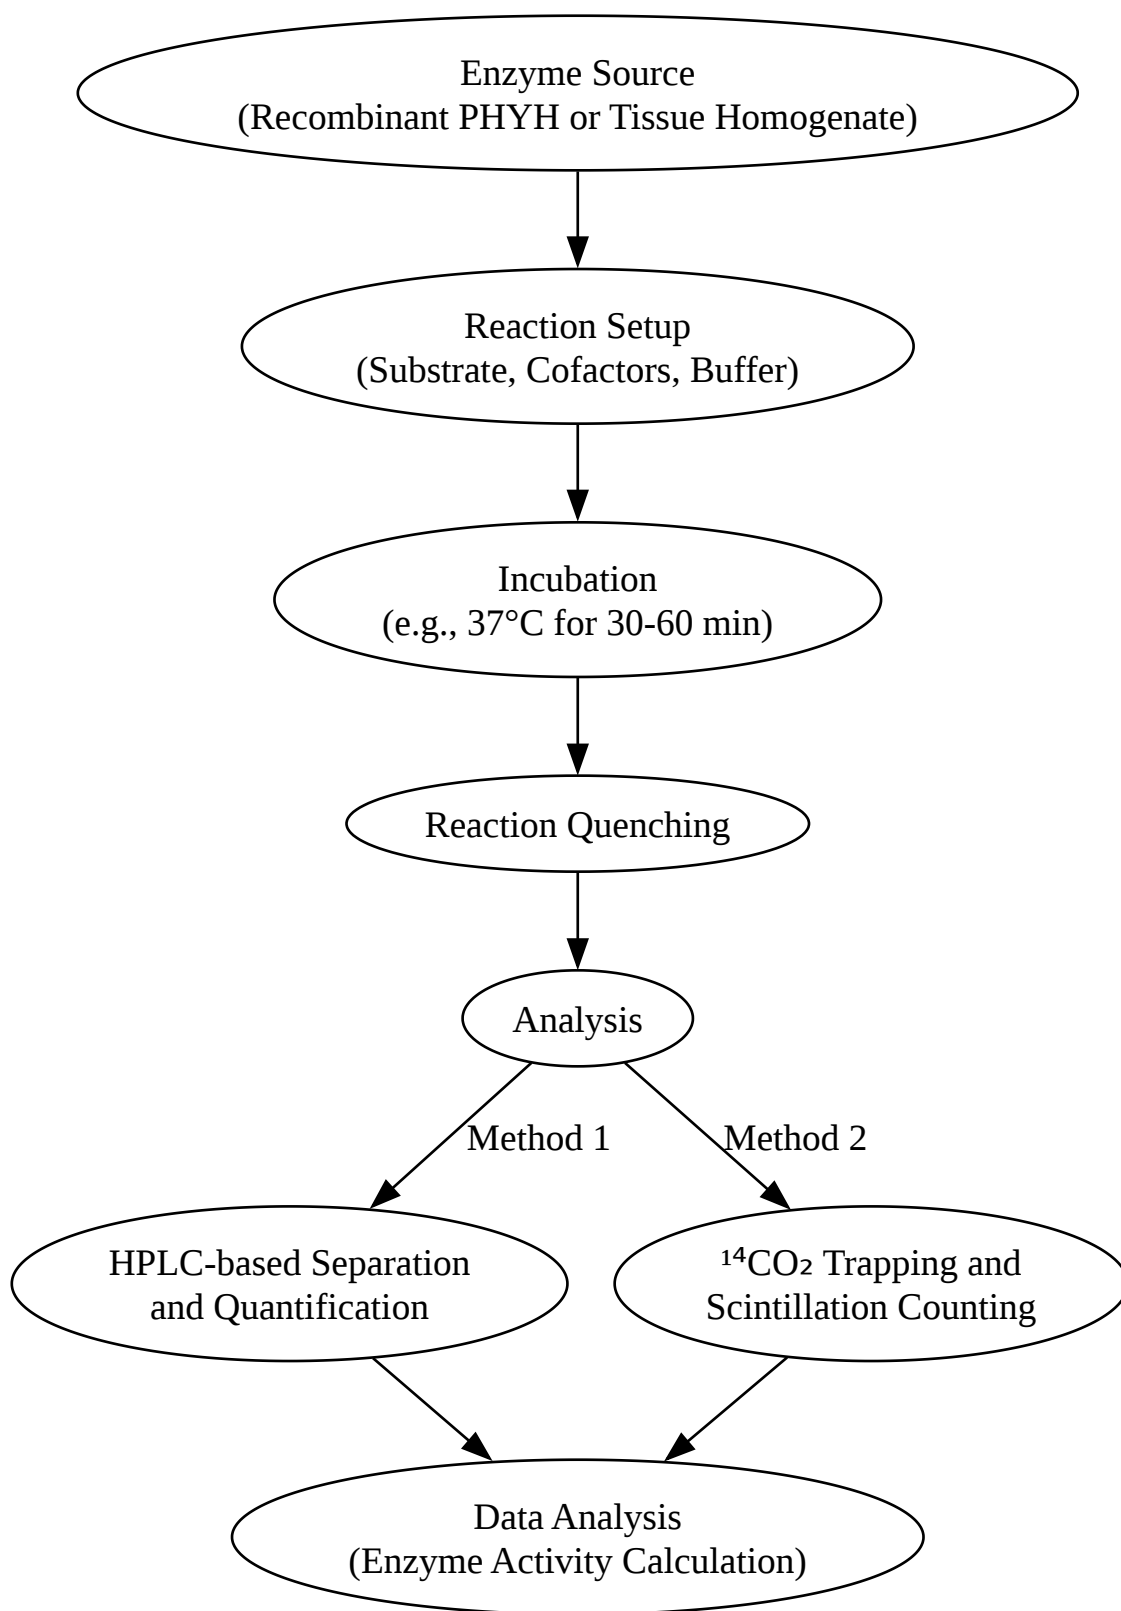 Enzyme Source
(Recombinant PHYH or Tissue Homogenate)
Reaction Setup
(Substrate, Cofactors, Buffer)
Incubation
(e.g., 37°C for 30-60 min)
Reaction Quenching
Analysis
Method 1
Method 2
HPLC-based Separation
and Quantification
¹⁴CO₂ Trapping and
Scintillation Counting
Data Analysis
(Enzyme Activity Calculation)